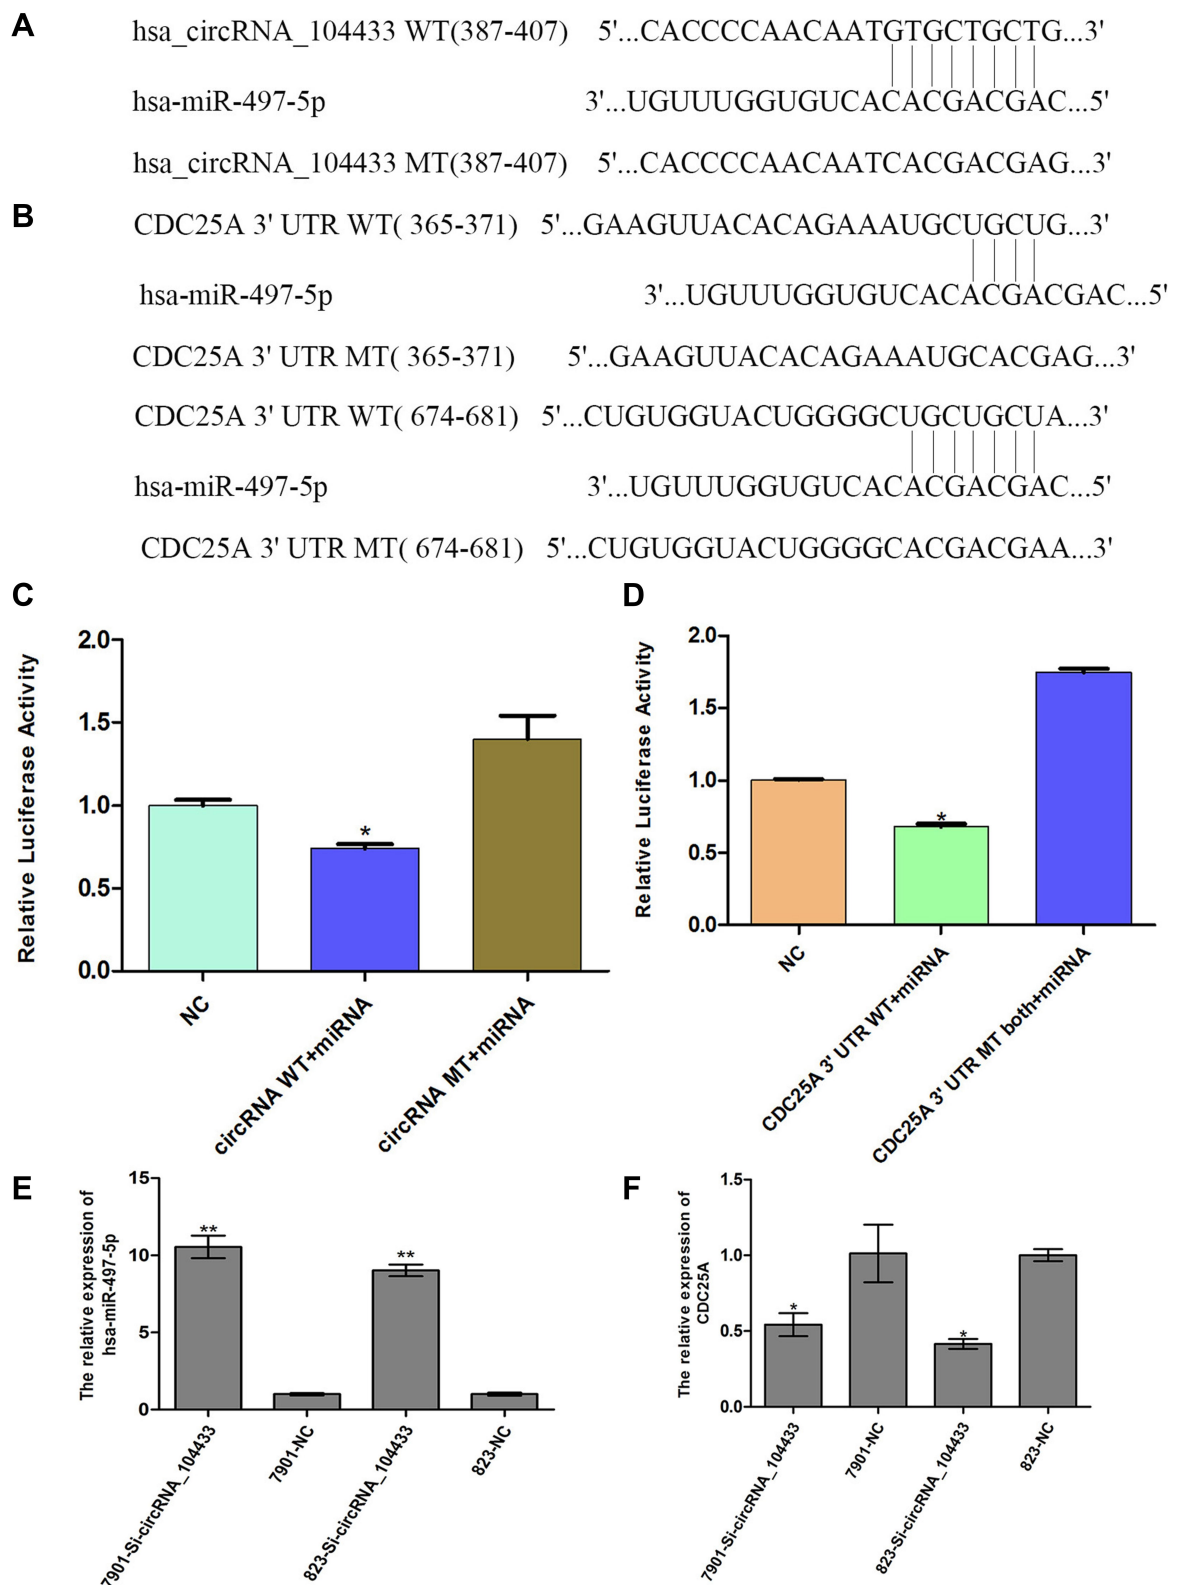 A
hsa_circRNA_104433 WT(387-407) 5'...CACCCCAACAATGTGCTGCTG...3'
hsa-miR-497-5p 3'...UGUUUGGUGUCACACGACGAC...5'
hsa_circRNA_104433 MT(387-407) 5'...CACCCCAACAATCACGACGAG...3'
B
CDC25A 3' UTR WT( 365-371) 5'...GAAGUUACACAGAAAUGCUGCUG...3'
hsa-miR-497-5p 3'...UGUUUGGUGUCACACGACGAC...5'
CDC25A 3' UTR MT( 365-371) 5'...GAAGUUACACAGAAAUGCACGAG...3'
CDC25A 3' UTR WT( 674-681) 5'...CUGUGGUACUGGGGCUGCUGCUA...3'
hsa-miR-497-5p 3'...UGUUUGGUGUCACACGACGAC...5'
CDC25A 3' UTR MT( 674-681) 5'...CUGUGGUACUGGGGCACGACGAA...3'
C
Relative Luciferase Activity
2.0
1.5
1.0
0.5
0.0
*
NC
circRNA WT+miRNA
circRNA MT+miRNA
D
Relative Luciferase Activity
2.0
1.5
1.0
0.5
0.0
*
NC
CDC25A 3' UTR WT+miRNA
CDC25A 3' UTR MT both+miRNA
E
The relative expression of
hsa-miR-497-5p
15
10
5
0
**
**
7901-Si-circRNA_104433
7901-NC
823-Si-circRNA_104433
823-NC
F
The relative expression of
CDC25A
1.5
1.0
0.5
0.0
*
*
7901-Si-circRNA_104433
7901-NC
823-Si-circRNA_104433
823-NC